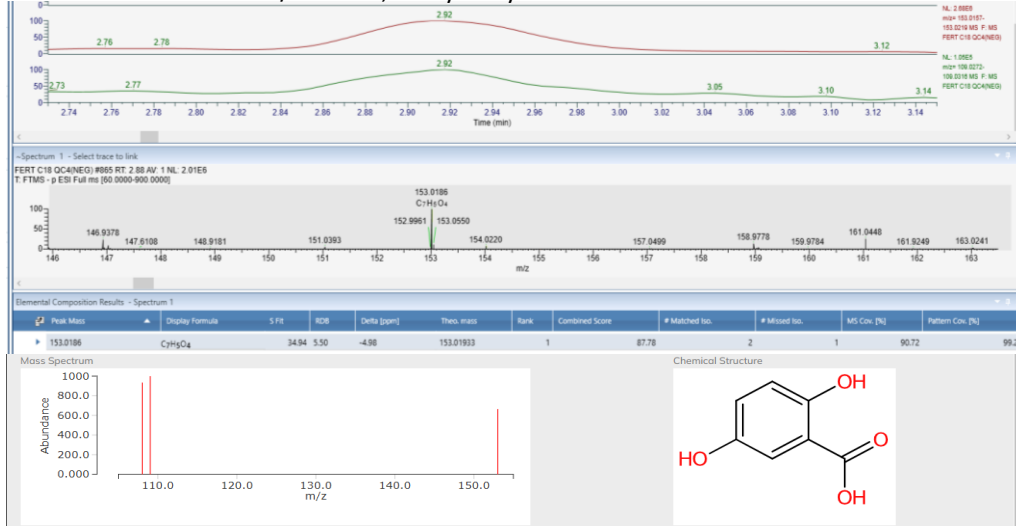 0
100
50
0
2.76
2.78
2.92
3.12
NL: 2.68E6
m/z= 153.0157-
153.0219 MS F: MS
FERT C18 QC4(NEG)
100
50
0
2.73
2.77
2.92
3.05
3.10
3.14
NL: 1.05E5
m/z= 109.0272-
109.0316 MS F: MS
FERT C18 QC4(NEG)
2.74 2.76 2.78 2.80 2.82 2.84 2.86 2.88 2.90 2.92 2.94 2.96 2.98 3.00 3.02 3.04 3.06 3.08 3.10 3.12 3.14
Time (min)
~Spectrum 1 - Select trace to link
FERT C18 QC4(NEG) #865 RT: 2.88 AV: 1 NL: 2.01E6
T: FTMS - p ESI Full ms [60.0000-900.0000]
153.0186
C7H5O4
100
50
0
146.9378
147.6108
148.9181
151.0393
152.9961
153.0550
154.0220
157.0499
158.9778
159.9784
161.0448
161.9249
163.0241
146 147 148 149 150 151 152 153 154 155 156 157 158 159 160 161 162 163
m/z
Elemental Composition Results - Spectrum 1
Peak Mass Display Formula S Fit RDB Delta [ppm] Theo. mass Rank Combined Score # Matched Iso. # Missed Iso. MS Cov. [%] Pattern Cov. [%]
153.0186 C7H5O4 34.94 5.50 -4.98 153.01933 1 87.78 2 1 90.72 99.2
Mass Spectrum
Chemical Structure
1000
800.0
600.0
400.0
200.0
0.000
Abundance
110.0 120.0 130.0 140.0 150.0
m/z
OH
O
HO
OH